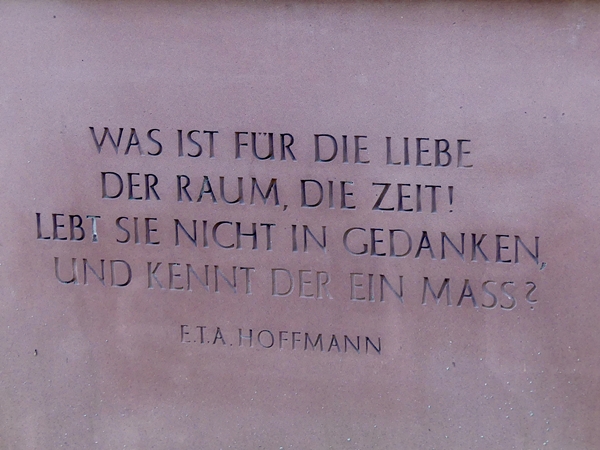 WAS IST FÜR DIE LIEBE
DER RAUM, DIE ZEIT!
LEBT SIE NICHT IN GEDANKEN,
UND KENNT DER EIN MASS?
E.T.A. HOFFMANN